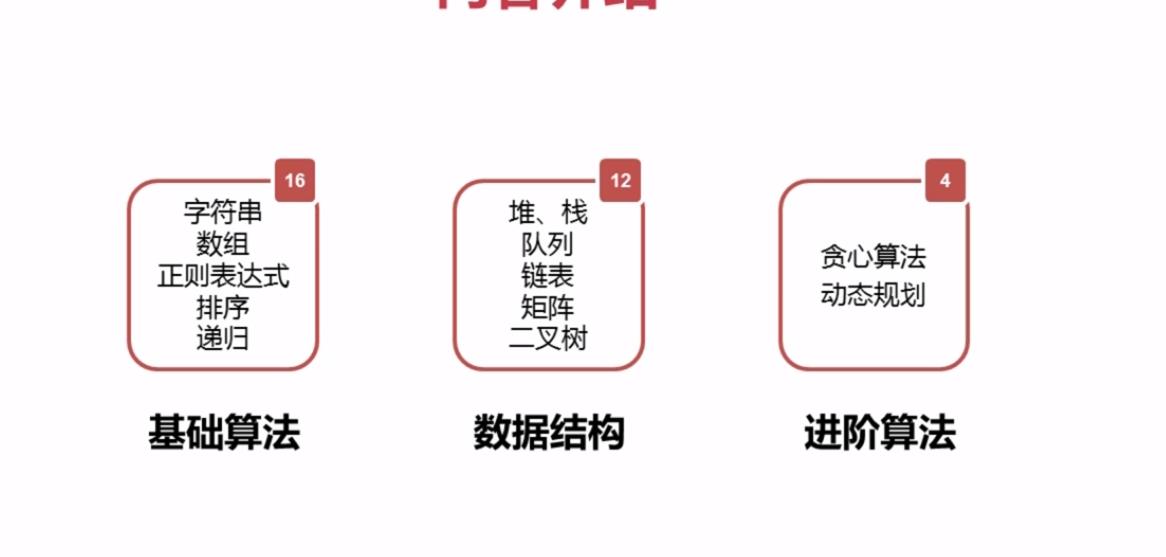 16
字符串
数组
正则表达式
排序
递归
基础算法
12
堆、栈
队列
链表
矩阵
二叉树
数据结构
4
贪心算法
动态规划
进阶算法